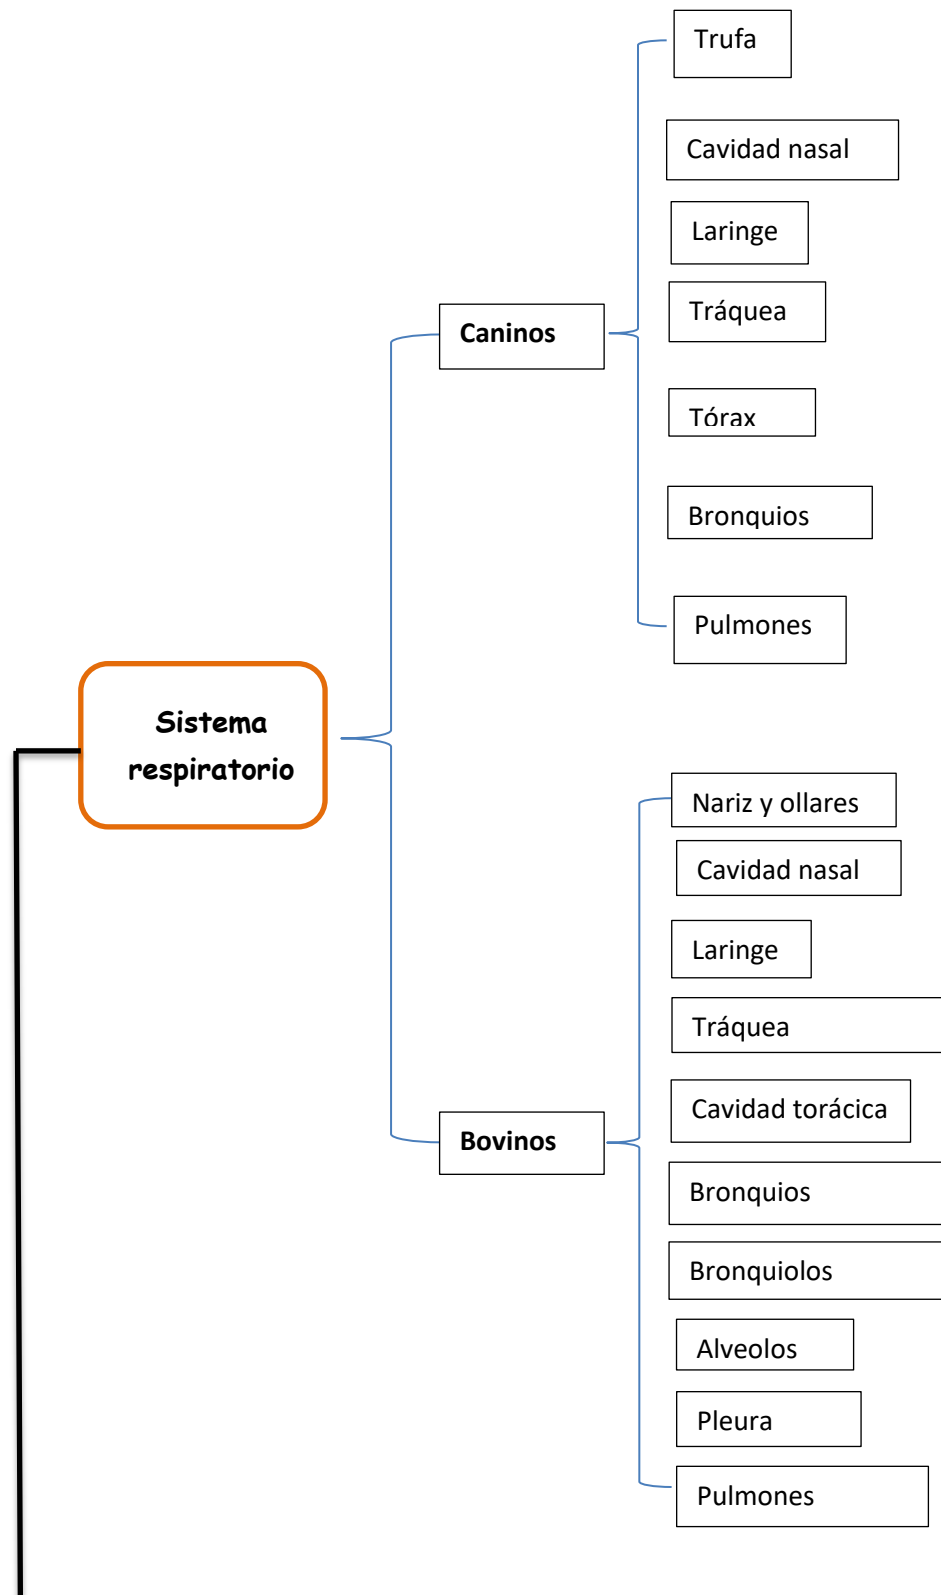 Sistema
respiratorio
Caninos
Trufa
Cavidad nasal
Laringe
Tráquea
Tórax
Bronquios
Pulmones
Bovinos
Nariz y ollares
Cavidad nasal
Laringe
Tráquea
Cavidad torácica
Bronquios
Bronquiolos
Alveolos
Pleura
Pulmones